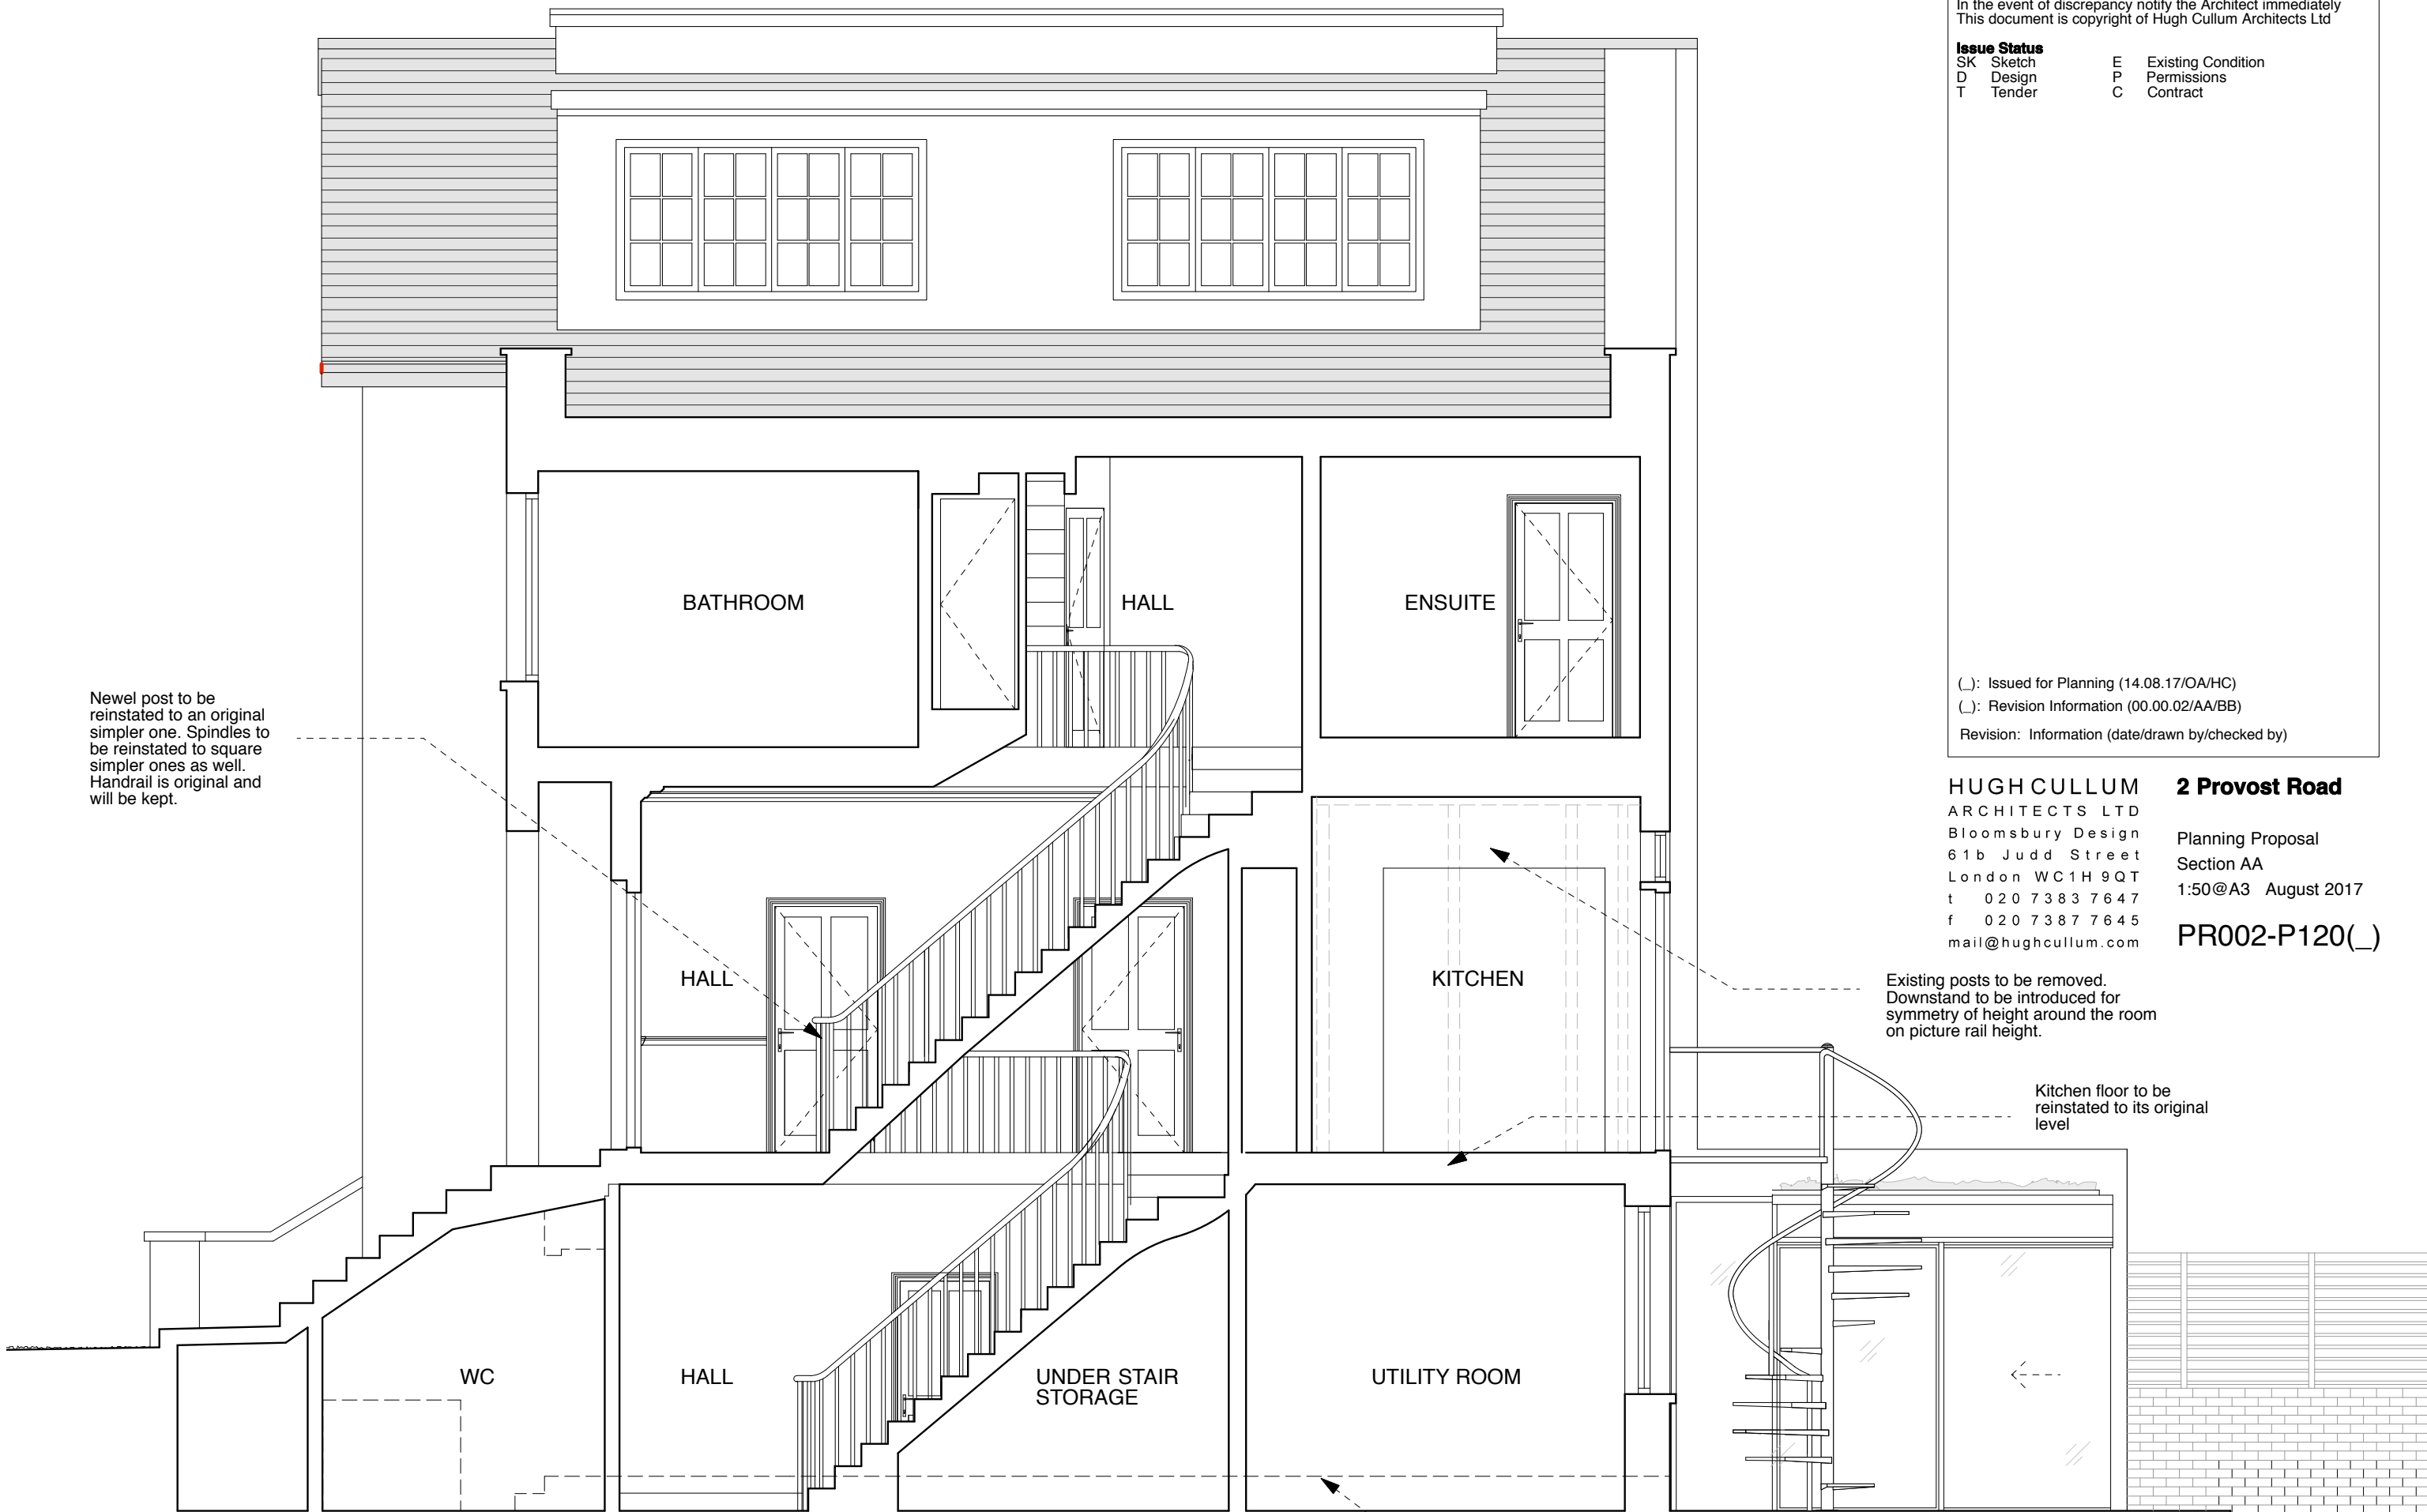 In the event of discrepancy notify the Architect immediately
This document is copyright of Hugh Cullum Architects Ltd
Issue Status
SK Sketch E Existing Condition
D Design P Permissions
T Tender C Contract
BATHROOM
HALL
ENSUITE
Newel post to be
reinstated to an original
simpler one. Spindles to
be reinstated to square
simpler ones as well.
Handrail is original and
will be kept.
(_): Issued for Planning (14.08.17/OA/HC)
(_): Revision Information (00.00.02/AA/BB)
Revision: Information (date/drawn by/checked by)
HUGH CULLUM
ARCHITECTS LTD
Bloomsbury Design
61b Judd Street
London WC1H 9QT
t 020 7383 7647
f 020 7387 7645
mail@hughcullum.com
2 Provost Road
Planning Proposal
Section AA
1:50@A3 August 2017
PR002-P120(_)
HALL
KITCHEN
Existing posts to be removed.
Downstand to be introduced for
symmetry of height around the room
on picture rail height.
Kitchen floor to be
reinstated to its original
level
WC
HALL
UNDER STAIR
STORAGE
UTILITY ROOM